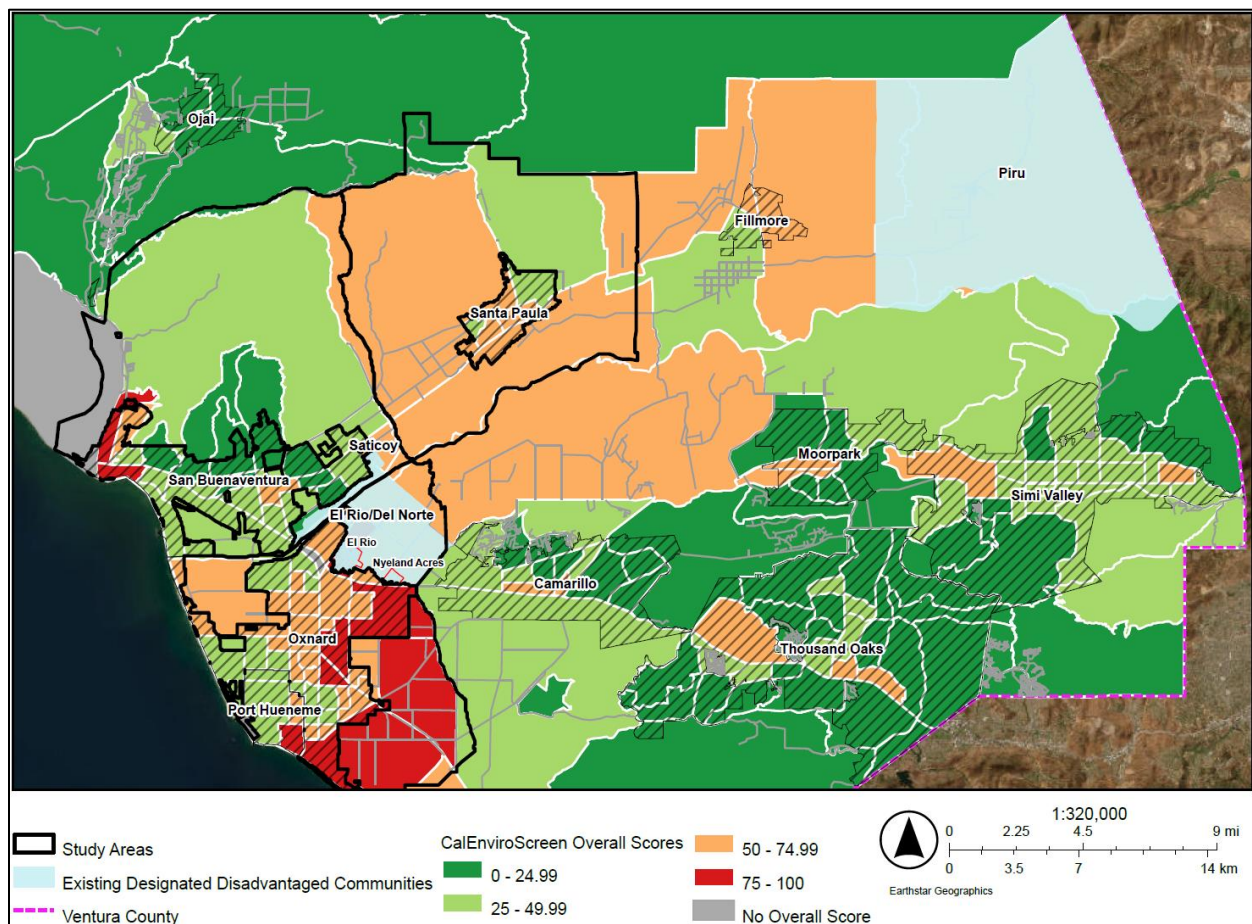 Ojai
Piru
Fillmore
Santa Paula
Saticoy
San Buenaventura
El Rio/Del Norte
El Rio
Nyeland Acres
Moorpark
Simi Valley
Camarillo
Thousand Oaks
Oxnard
Port Hueneme
Study Areas
Existing Designated Disadvantaged Communities
Ventura County
CalEnviroScreen Overall Scores
0 - 24.99
25 - 49.99
50 - 74.99
75 - 100
No Overall Score
1:320,000
0 2.25 4.5 9 mi
0 3.5 7 14 km
Earthstar Geographics